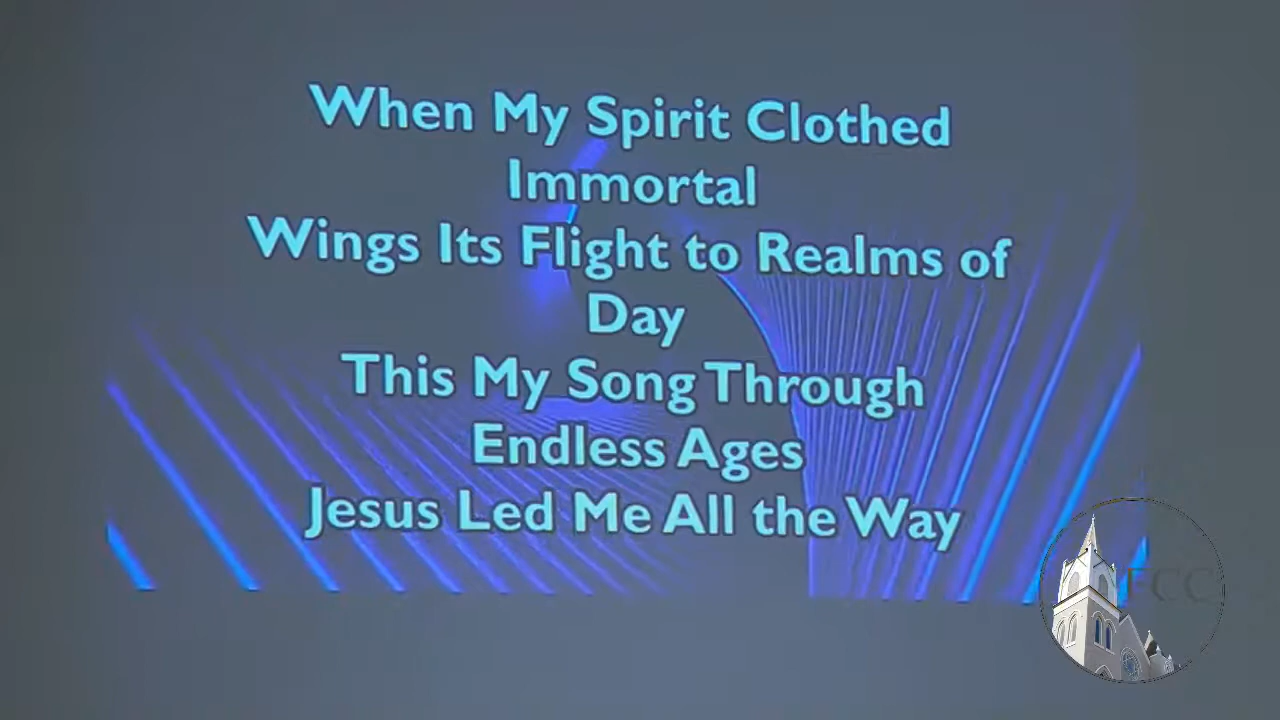 When My Spirit Clothed
Immortal
Wings Its Flight to Realms of
Day
This My Song Through
Endless Ages
Jesus Led Me All the Way
FCC